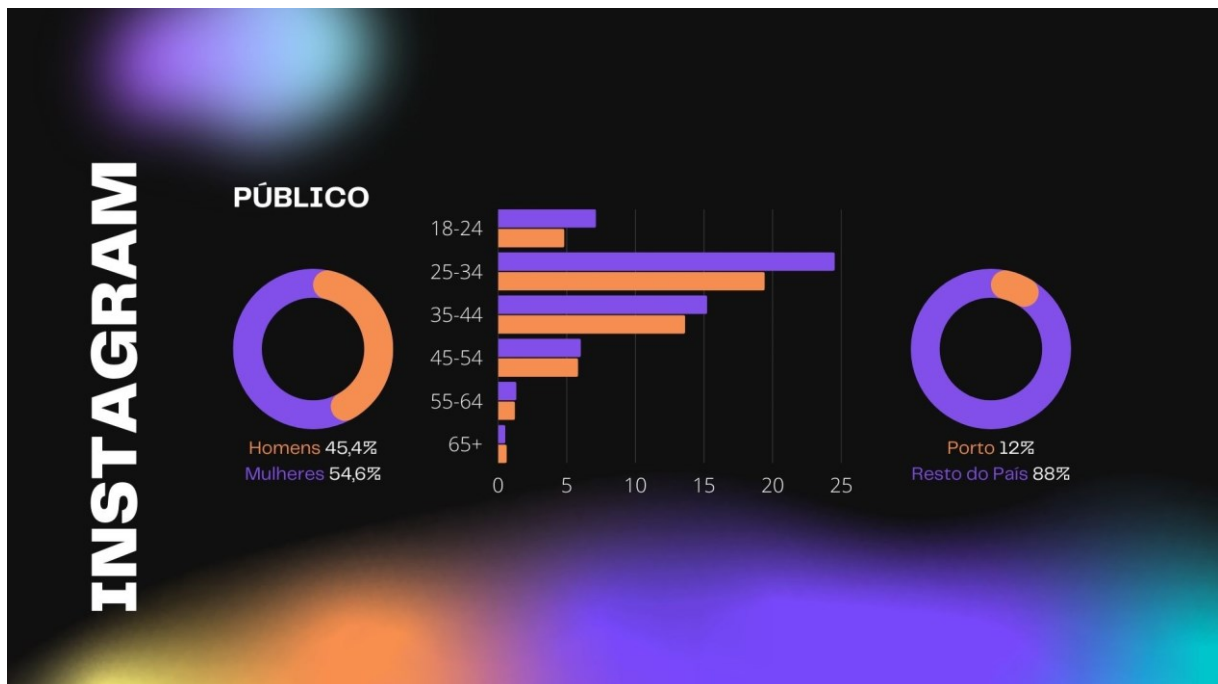 INSTAGRAM
PÚBLICO
Homens 45,4%
Mulheres 54,6%
18-24
25-34
35-44
45-54
55-64
65+
0 5 10 15 20 25
Porto 12%
Resto do País 88%